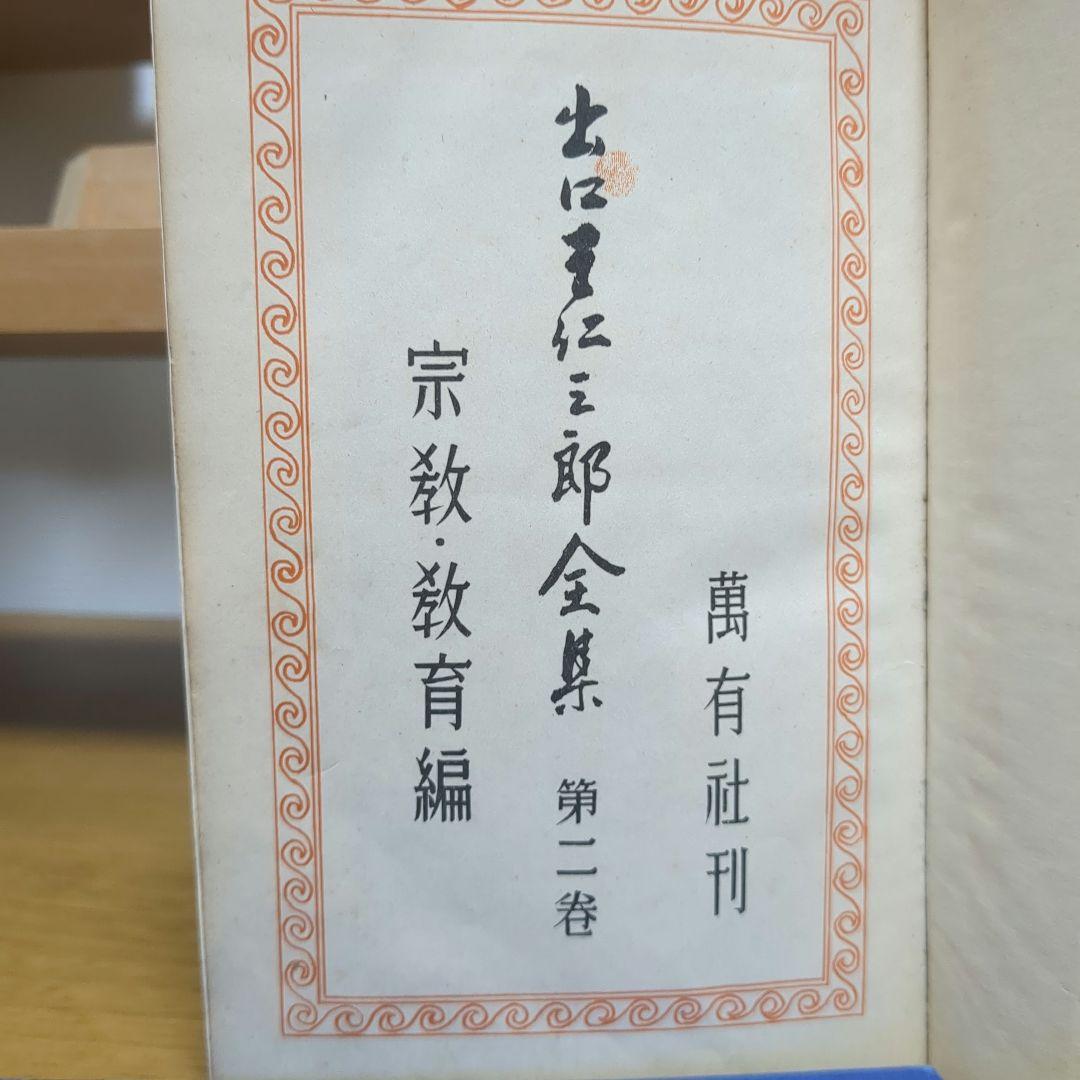 萬有社刊
出口王仁三郎全集 第二卷
宗教・教育編